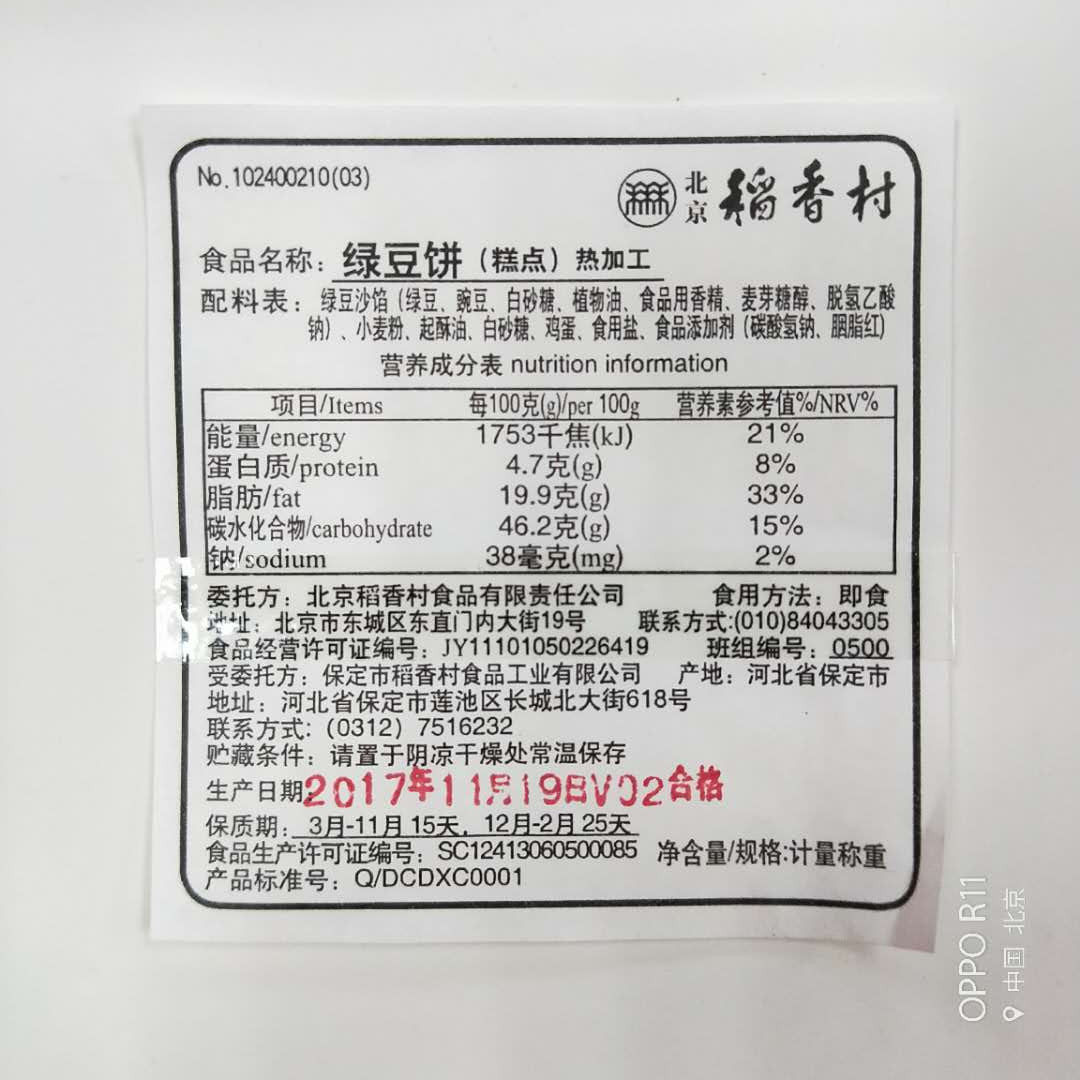 No.102400210(03)
北京 稻香村
食品名称：绿豆饼（糕点）热加工
配料表：绿豆沙馅（绿豆、豌豆、白砂糖、植物油、食品用香精、麦芽糖醇、脱氢乙酸
钠）、小麦粉、起酥油、白砂糖、鸡蛋、食用盐、食品添加剂（碳酸氢钠、胭脂红）
营养成分表 nutrition information
项目/Items 每100克(g)/per 100g 营养素参考值%/NRV%
能量/energy 1753千焦(kJ) 21%
蛋白质/protein 4.7克(g) 8%
脂肪/fat 19.9克(g) 33%
碳水化合物/carbohydrate 46.2克(g) 15%
钠/sodium 38毫克(mg) 2%
委托方：北京稻香村食品有限责任公司 食用方法：即食
地址：北京市东城区东直门内大街19号 联系方式:(010)84043305
食品经营许可证编号：JY11101050226419 班组编号：0500
受委托方：保定市稻香村食品工业有限公司 产地：河北省保定市
地址：河北省保定市莲池区长城北大街618号
联系方式：（0312）7516232
贮藏条件：请置于阴凉干燥处常温保存
生产日期：2017年11月19日BV02合格
保质期：3月-11月 15天，12月-2月 25天
食品生产许可证编号：SC12413060500085 净含量/规格:计量称重
产品标准号：Q/DCDXC0001
OPPO R11
中国 北京